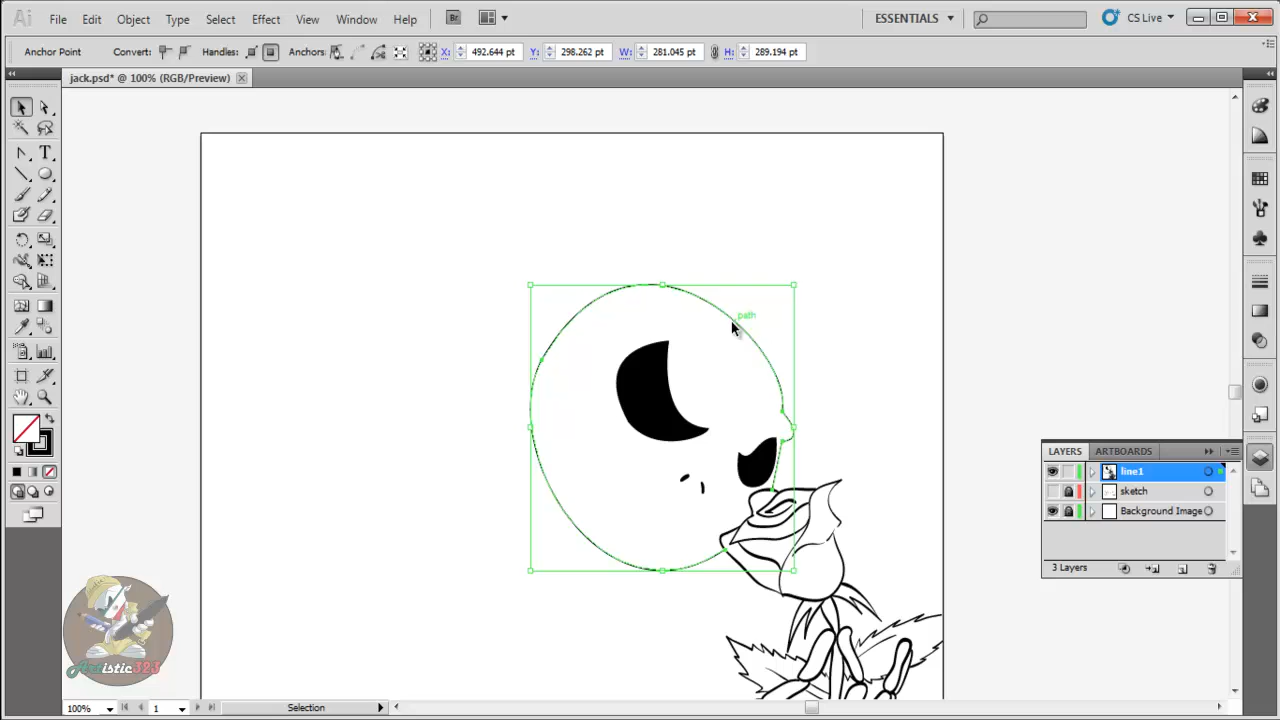 Ai File Edit Object Type Select Effect View Window Help Br ESSENTIALS CS Live
Anchor Point Convert: Handles: Anchors: X: 492.644 pt Y: 298.262 pt W: 281.045 pt H: 289.194 pt
jack.psd* @ 100% (RGB/Preview)
path
LAYERS ARTBOARDS
line1
sketch
Background Image
3 Layers
Artistic323
100% 1 Selection